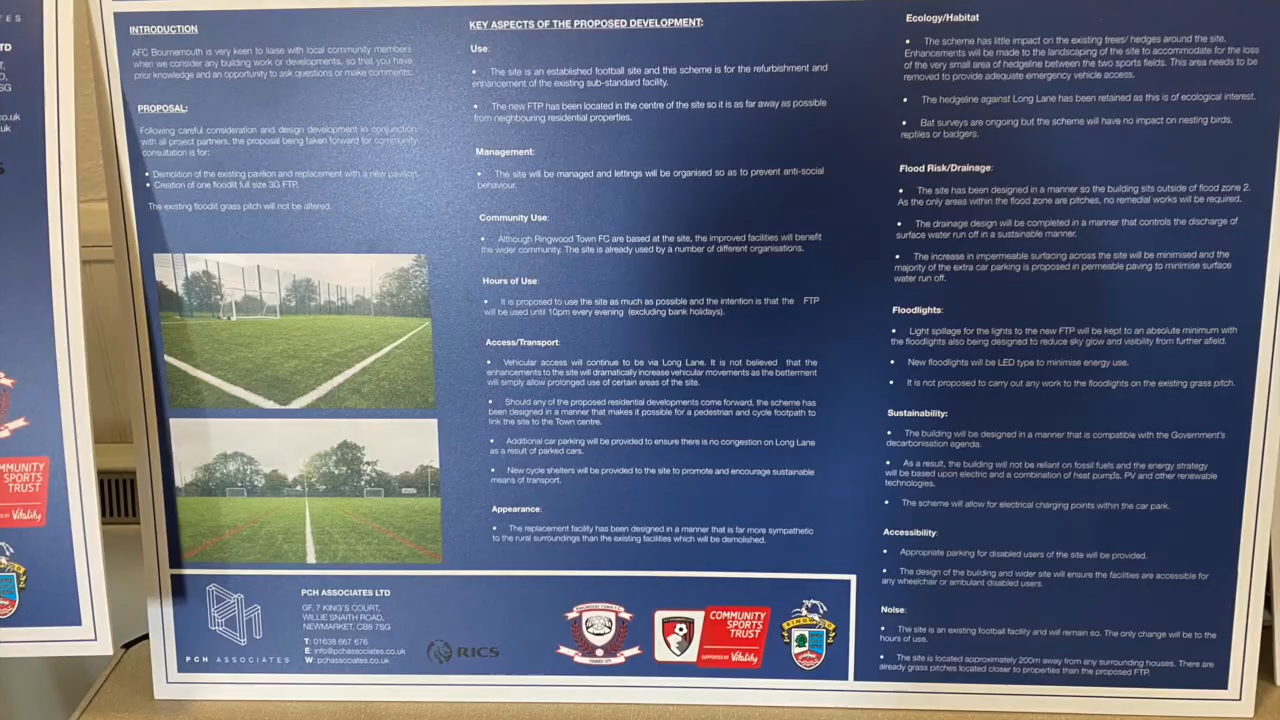 INTRODUCTION
AFC Bournemouth is very keen to liaise with local community members
when we consider any building work or developments, so that you have
prior knowledge and an opportunity to ask questions or make comments.
PROPOSAL:
Following careful consideration and design development in conjunction
with all project partners, the proposal being taken forward for community
consultation is for:
• Demolition of the existing pavilion and replacement with a new pavilion.
• Creation of one floodlit full size 3G FTP.
The existing floodlit grass pitch will not be altered.
KEY ASPECTS OF THE PROPOSED DEVELOPMENT:
Use:
• The site is an established football site and this scheme is for the refurbishment and
enhancement of the existing sub-standard facility.
• The new FTP has been located in the centre of the site so it is as far away as possible
from neighbouring residential properties.
Management:
• The site will be managed and lettings will be organised so as to prevent anti-social
behaviour.
Community Use:
• Although Ringwood Town FC are based at the site, the improved facilities will benefit
the wider community. The site is already used by a number of different organisations.
Hours of Use:
• It is proposed to use the site as much as possible and the intention is that the FTP
will be used until 10pm every evening (excluding bank holidays).
Access/Transport:
• Vehicular access will continue to be via Long Lane. It is not believed that the
enhancements to the site will dramatically increase vehicular movements as the betterment
will simply allow prolonged use of certain areas of the site.
• Should any of the proposed residential developments come forward, the scheme has
been designed in a manner that makes it possible for a pedestrian and cycle footpath to
link the site to the Town centre.
• Additional car parking will be provided to ensure there is no congestion on Long Lane
as a result of parked cars.
• New cycle shelters will be provided to the site to promote and encourage sustainable
means of transport.
Appearance:
• The replacement facility has been designed in a manner that is far more sympathetic
to the rural surroundings than the existing facilities which will be demolished.
Ecology/Habitat
• The scheme has little impact on the existing trees/ hedges around the site.
Enhancements will be made to the landscaping of the site to accommodate for the loss
of the very small area of hedgeline between the two sports fields. This area needs to be
removed to provide adequate emergency vehicle access.
• The hedgeline against Long Lane has been retained as this is of ecological interest.
• Bat surveys are ongoing but the scheme will have no impact on nesting birds,
reptiles or badgers.
Flood Risk/Drainage:
• The site has been designed in a manner so the building sits outside of flood zone 2.
As the only areas within the flood zone are pitches, no remedial works will be required.
• The drainage design will be completed in a manner that controls the discharge of
surface water run off in a sustainable manner.
• The increase in impermeable surfacing across the site will be minimised and the
majority of the extra car parking is proposed in permeable paving to minimise surface
water run off.
Floodlights:
• Light spillage for the lights to the new FTP will be kept to an absolute minimum with
the floodlights also being designed to reduce sky glow and visibility from further afield.
• New floodlights will be LED type to minimise energy use.
• It is not proposed to carry out any work to the floodlights on the existing grass pitch.
Sustainability:
• The building will be designed in a manner that is compatible with the Government's
decarbonisation agenda.
• As a result, the building will not be reliant on fossil fuels and the energy strategy
will be based upon electric and a combination of heat pumps, PV and other renewable
technologies.
• The scheme will allow for electrical charging points within the car park.
Accessibility:
• Appropriate parking for disabled users of the site will be provided.
• The design of the building and wider site will ensure the facilities are accessible for
any wheelchair or ambulant disabled users.
Noise:
• The site is an existing football facility and will remain so. The only change will be to the
hours of use.
• The site is located approximately 200m away from any surrounding houses. There are
already grass pitches located closer to properties than the proposed FTP.
PCH ASSOCIATES
PCH ASSOCIATES LTD
GF, 7 KING'S COURT,
WILLIE SNAITH ROAD,
NEWMARKET, CB8 7SG
T: 01638 667 676
E: info@pchassociates.co.uk
W: pchassociates.co.uk
RICS
COMMUNITY
SPORTS
TRUST
SUPPORTED BY Vitality